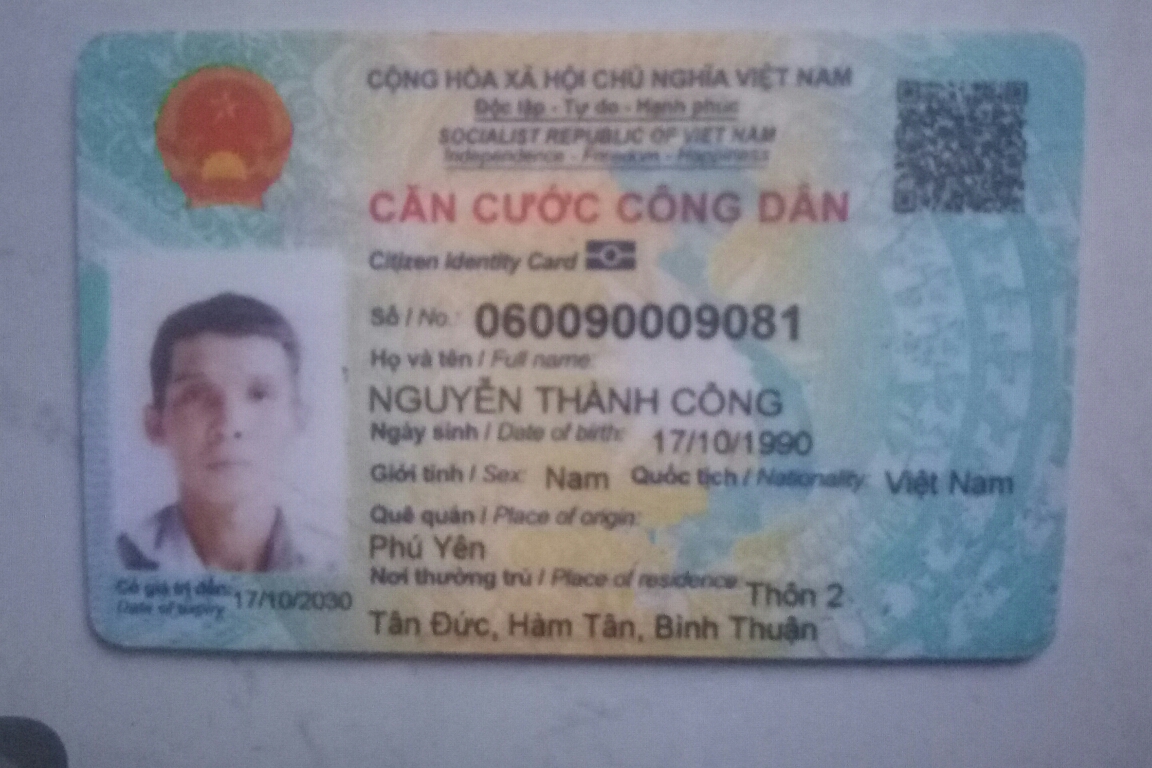 CỘNG HÒA XÃ HỘI CHỦ NGHĨA VIỆT NAM
Độc lập - Tự do - Hạnh phúc
SOCIALIST REPUBLIC OF VIET NAM
Independence - Freedom - Happiness
CĂN CƯỚC CÔNG DÂN
Citizen Identity Card
Số / No.: 060090009081
Họ và tên / Full name:
NGUYỄN THÀNH CÔNG
Ngày sinh / Date of birth: 17/10/1990
Giới tính / Sex: Nam Quốc tịch / Nationality: Việt Nam
Quê quán / Place of origin:
Phú Yên
Nơi thường trú / Place of residence: Thôn 2
Tân Đức, Hàm Tân, Bình Thuận
Có giá trị đến: 17/10/2030
Date of expiry